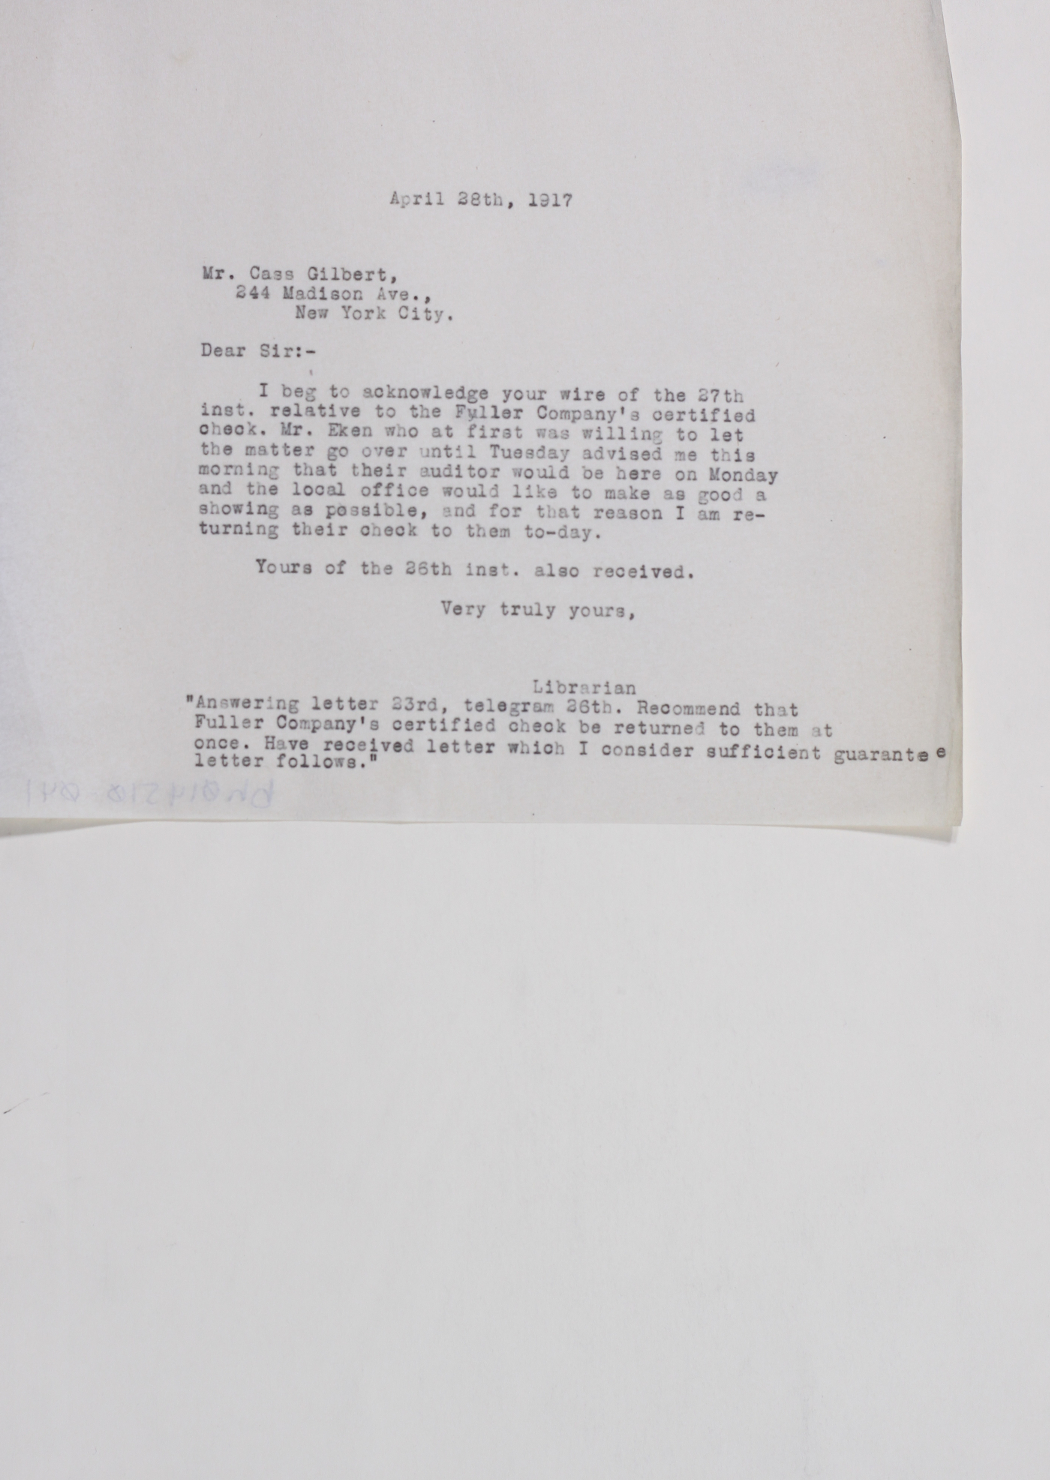 April 28th, 1917
Mr. Cass Gilbert,
244 Madison Ave.,
New York City.
Dear Sir:-
I beg to acknowledge your wire of the 27th
inst. relative to the Fuller Company's certified
check. Mr. Eken who at first was willing to let
the matter go over until Tuesday advised me this
morning that their auditor would be here on Monday
and the local office would like to make as good a
showing as possible, and for that reason I am re-
turning their check to them to-day.
Yours of the 26th inst. also received.
Very truly yours,
Librarian
"Answering letter 23rd, telegram 26th. Recommend that
Fuller Company's certified check be returned to them at
once. Have received letter which I consider sufficient guarantee
letter follows."